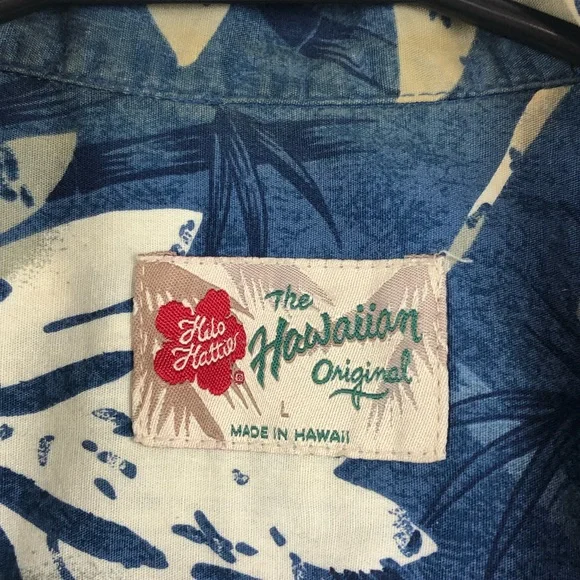 Hilo
Hattie
®
The
Hawaiian
Original
L
MADE IN HAWAII